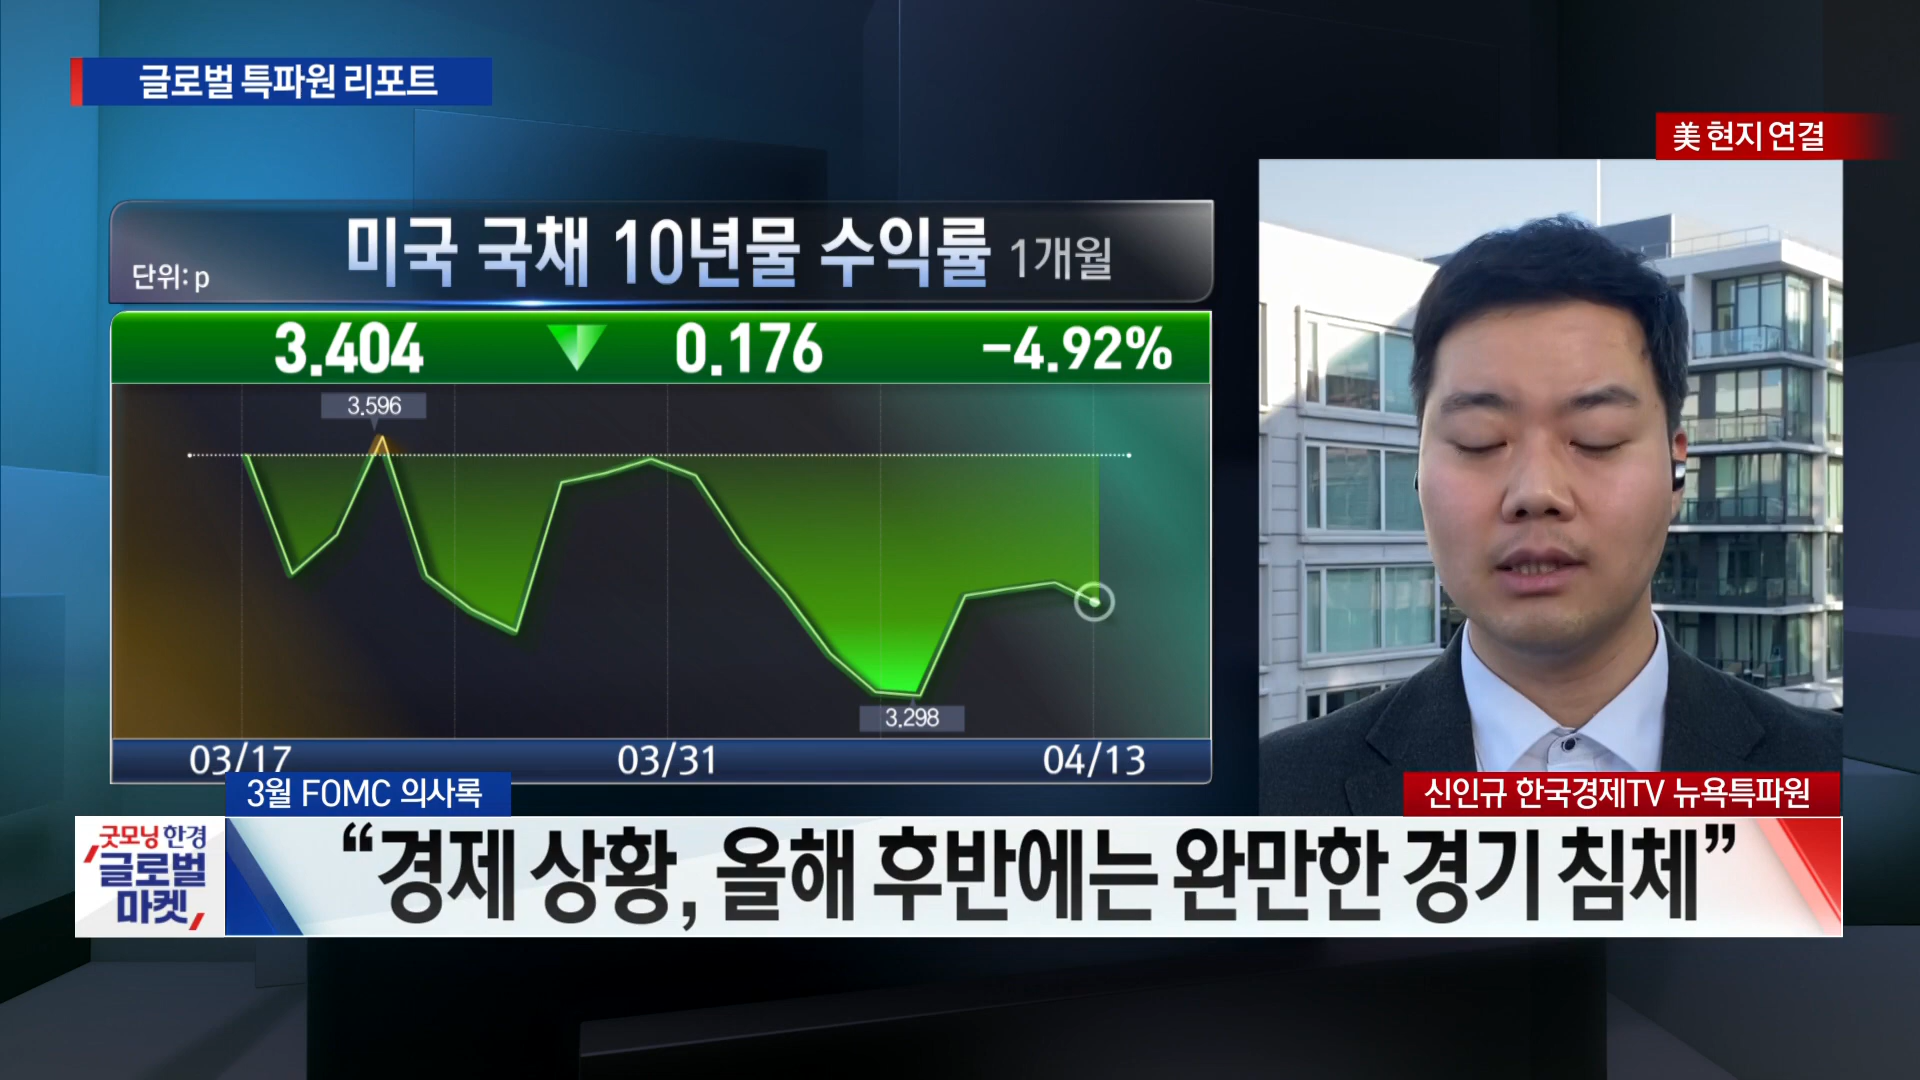 글로벌 특파원 리포트
美 현지 연결
미국 국채 10년물 수익률 1개월
단위: p
3.404 ▼ 0.176 -4.92%
3.596
3.298
03/17 03/31 04/13
3월 FOMC 의사록
신인규 한국경제TV 뉴욕특파원
굿모닝 한경
글로벌
마켓
“경제 상황, 올해 후반에는 완만한 경기 침체”